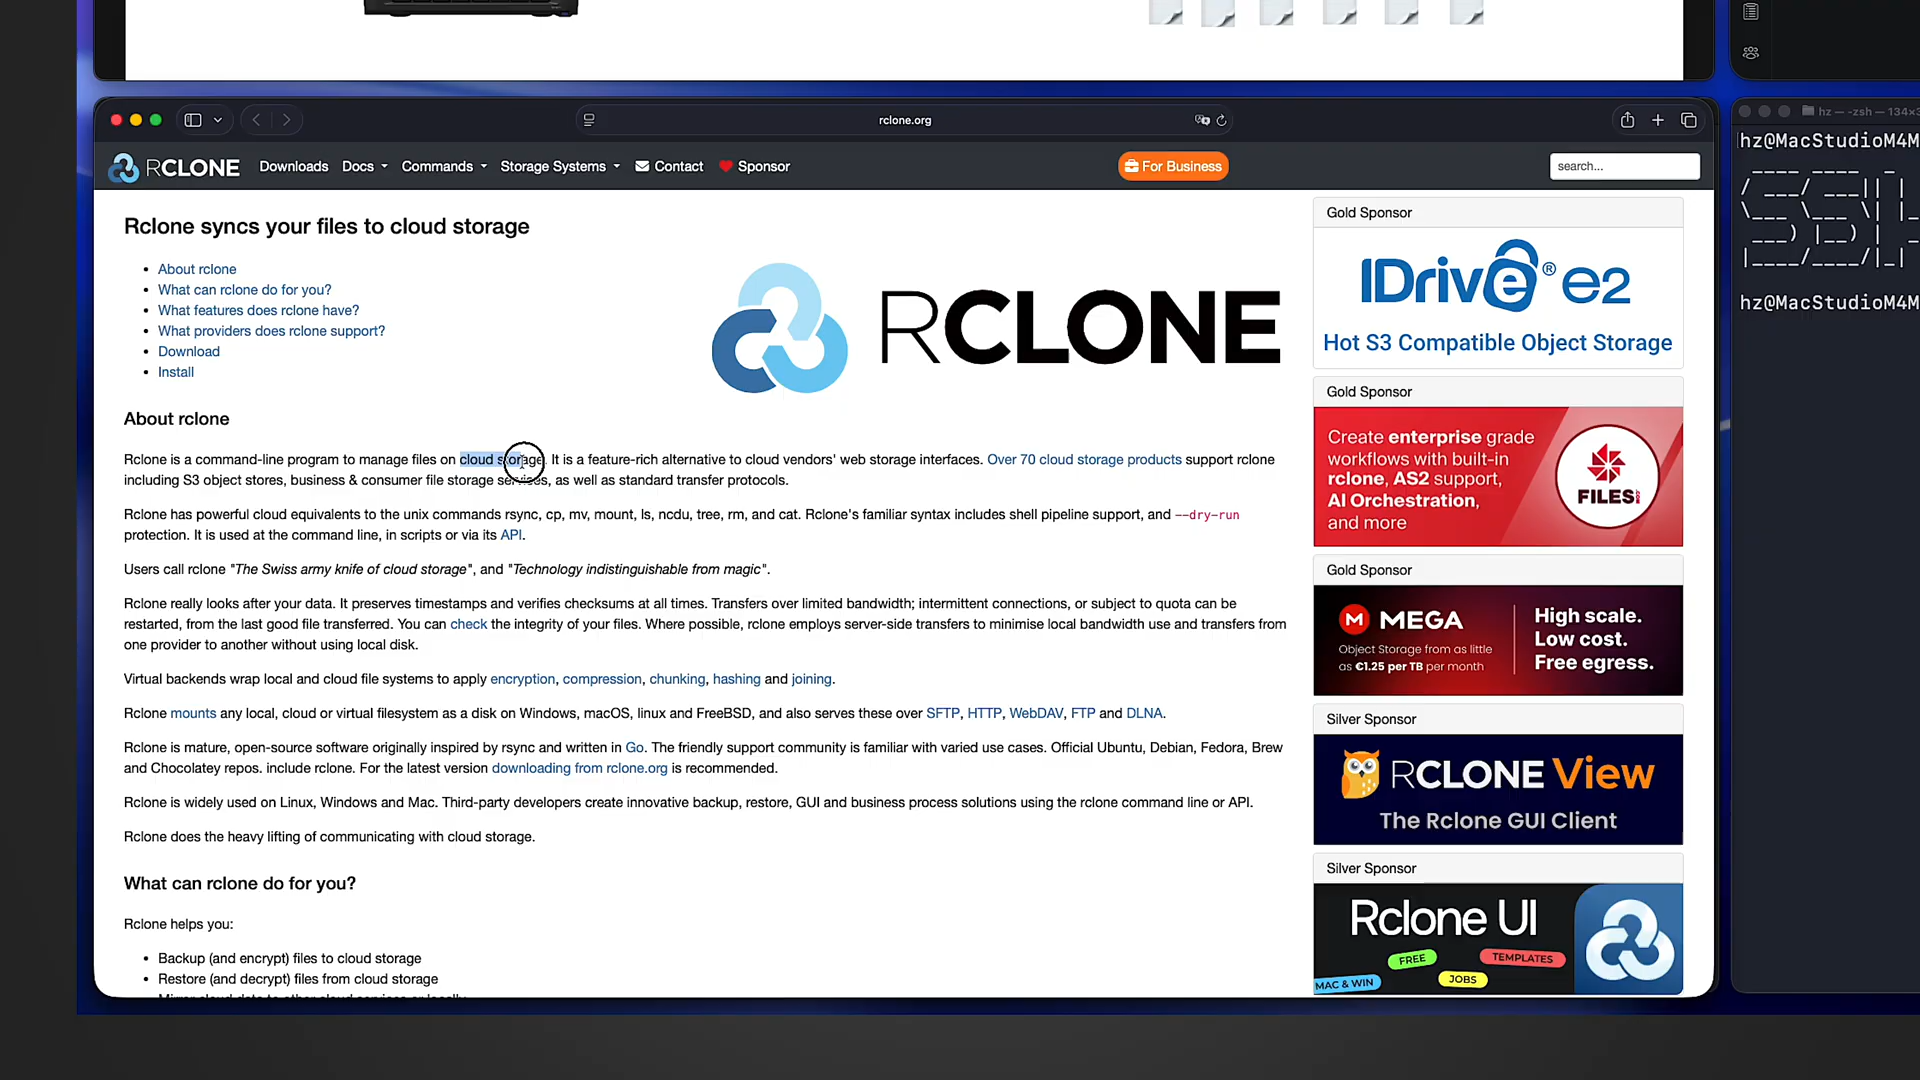 rclone.org
RCLONE
Downloads
Docs
Commands
Storage Systems
Contact
Sponsor
For Business
search...
Rclone syncs your files to cloud storage
About rclone
What can rclone do for you?
What features does rclone have?
What providers does rclone support?
Download
Install
RCLONE
About rclone
Rclone is a command-line program to manage files on cloud storage. It is a feature-rich alternative to cloud vendors' web storage interfaces. Over 70 cloud storage products support rclone
including S3 object stores, business & consumer file storage services, as well as standard transfer protocols.
Rclone has powerful cloud equivalents to the unix commands rsync, cp, mv, mount, ls, ncdu, tree, rm, and cat. Rclone's familiar syntax includes shell pipeline support, and --dry-run
protection. It is used at the command line, in scripts or via its API.
Users call rclone "The Swiss army knife of cloud storage", and "Technology indistinguishable from magic".
Rclone really looks after your data. It preserves timestamps and verifies checksums at all times. Transfers over limited bandwidth; intermittent connections, or subject to quota can be
restarted, from the last good file transferred. You can check the integrity of your files. Where possible, rclone employs server-side transfers to minimise local bandwidth use and transfers from
one provider to another without using local disk.
Virtual backends wrap local and cloud file systems to apply encryption, compression, chunking, hashing and joining.
Rclone mounts any local, cloud or virtual filesystem as a disk on Windows, macOS, linux and FreeBSD, and also serves these over SFTP, HTTP, WebDAV, FTP and DLNA.
Rclone is mature, open-source software originally inspired by rsync and written in Go. The friendly support community is familiar with varied use cases. Official Ubuntu, Debian, Fedora, Brew
and Chocolatey repos. include rclone. For the latest version downloading from rclone.org is recommended.
Rclone is widely used on Linux, Windows and Mac. Third-party developers create innovative backup, restore, GUI and business process solutions using the rclone command line or API.
Rclone does the heavy lifting of communicating with cloud storage.
What can rclone do for you?
Rclone helps you:
Backup (and encrypt) files to cloud storage
Restore (and decrypt) files from cloud storage
Mirror cloud data to other cloud services or locally
Gold Sponsor
IDrive® e2
Hot S3 Compatible Object Storage
Gold Sponsor
Create enterprise grade
workflows with built-in
rclone, AS2 support,
AI Orchestration,
and more
FILES.COM
Gold Sponsor
M MEGA
Object Storage from as little
as €1.25 per TB per month
High scale.
Low cost.
Free egress.
Silver Sponsor
RCLONE View
The Rclone GUI Client
Silver Sponsor
Rclone UI
FREE
TEMPLATES
JOBS
MAC & WIN
hz — -zsh — 134×
hz@MacStudioM4M
hz@MacStudioM4M